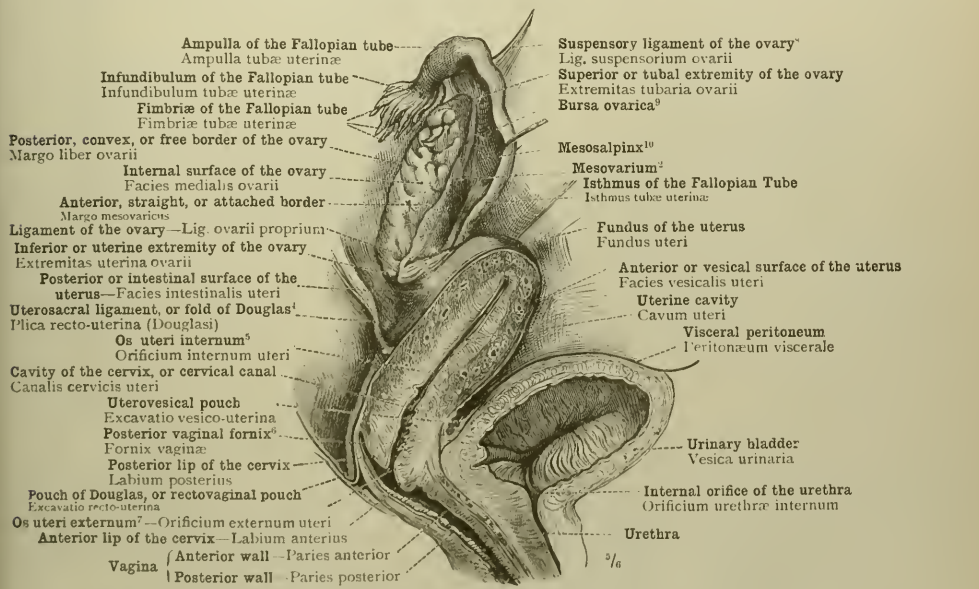 Ampulla of the Fallopian tube
Ampulla tubæ uterinæ
Infundibulum of the Fallopian tube
Infundibulum tubæ uterinæ
Fimbriæ of the Fallopian tube
Fimbriæ tubæ uterinæ
Posterior, convex, or free border of the ovary
Margo liber ovarii
Internal surface of the ovary
Facies medialis ovarii
Anterior, straight, or attached border
Margo mesovaricus
Ligament of the ovary—Lig. ovarii proprium
Inferior or uterine extremity of the ovary
Extremitas uterina ovarii
Posterior or intestinal surface of the
uterus—Facies intestinalis uteri
Uterosacral ligament, or fold of Douglas⁴
Plica recto-uterina (Douglasi)
Os uteri internum⁵
Orificium internum uteri
Cavity of the cervix, or cervical canal
Canalis cervicis uteri
Uterovesical pouch
Excavatio vesico-uterina
Posterior vaginal fornix⁶
Fornix vaginæ
Posterior lip of the cervix
Labium posterius
Pouch of Douglas, or rectovaginal pouch
Excavatio recto-uterina
Os uteri externum⁷—Orificium externum uteri
Anterior lip of the cervix—Labium anterius
Vagina
Anterior wall—Paries anterior
Posterior wall—Paries posterior
Suspensory ligament of the ovary⁸
Lig. suspensorium ovarii
Superior or tubal extremity of the ovary
Extremitas tubaria ovarii
Bursa ovarica⁹
Mesosalpinx¹⁰
Mesovarium²
Isthmus of the Fallopian Tube
Isthmus tubæ uterinæ
Fundus of the uterus
Fundus uteri
Anterior or vesical surface of the uterus
Facies vesicalis uteri
Uterine cavity
Cavum uteri
Visceral peritoneum
Peritonæum viscerale
Urinary bladder
Vesica urinaria
Internal orifice of the urethra
Orificium urethræ internum
Urethra
5/6